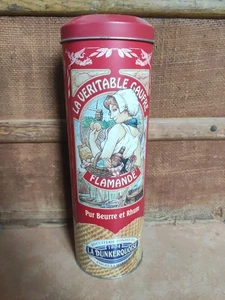 LA VERITABLE GAUFRE
FLAMANDE
Pur Beurre et Rhum
LA DUNKERQUOISE